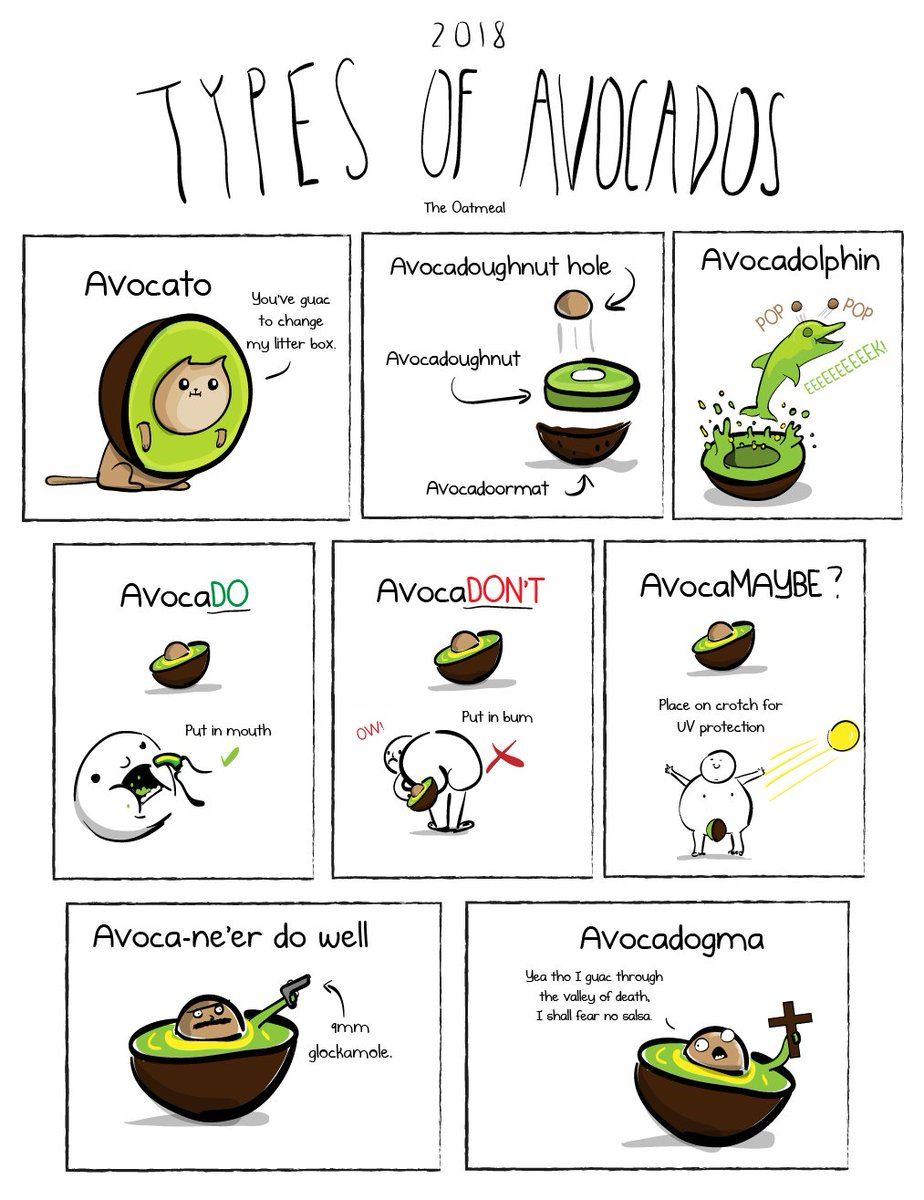 2018
TYPES OF AVOCADOS
The Oatmeal
Avocato
You've guac
to change
my litter box.
Avocadoughnut hole
Avocadoughnut
Avocadoormat
Avocadolphin
POP
POP
EEEEEEEEEEK!
AvocaDO
Put in mouth
AvocaDON'T
Put in bum
OW!
AvocaMAYBE?
Place on crotch for
UV protection
Avoca-ne'er do well
9mm
glockamole.
Avocadogma
Yea tho I guac through
the valley of death,
I shall fear no salsa.